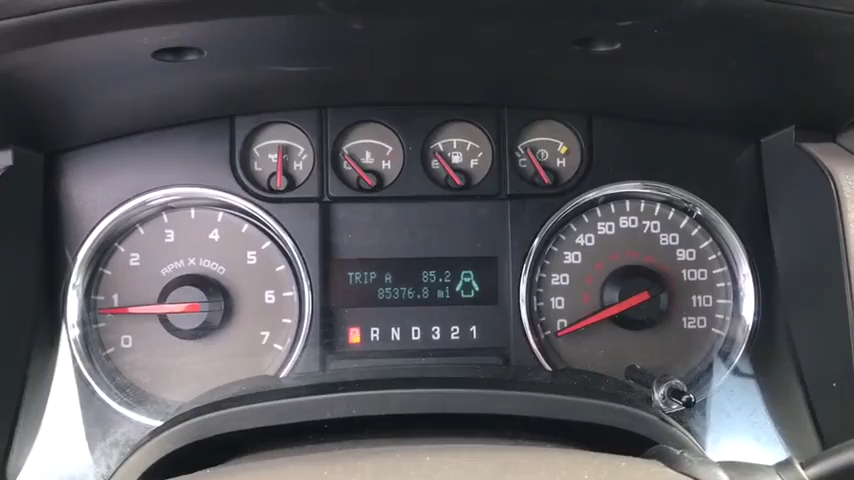 L H
C H
E F
C H
0 1 2 3 4 5 6 7
RPM X 1000
TRIP A 85.2
85376.8 mi
P R N D 3 2 1
0 10 20 30 40 50 60 70 80 90 100 110 120